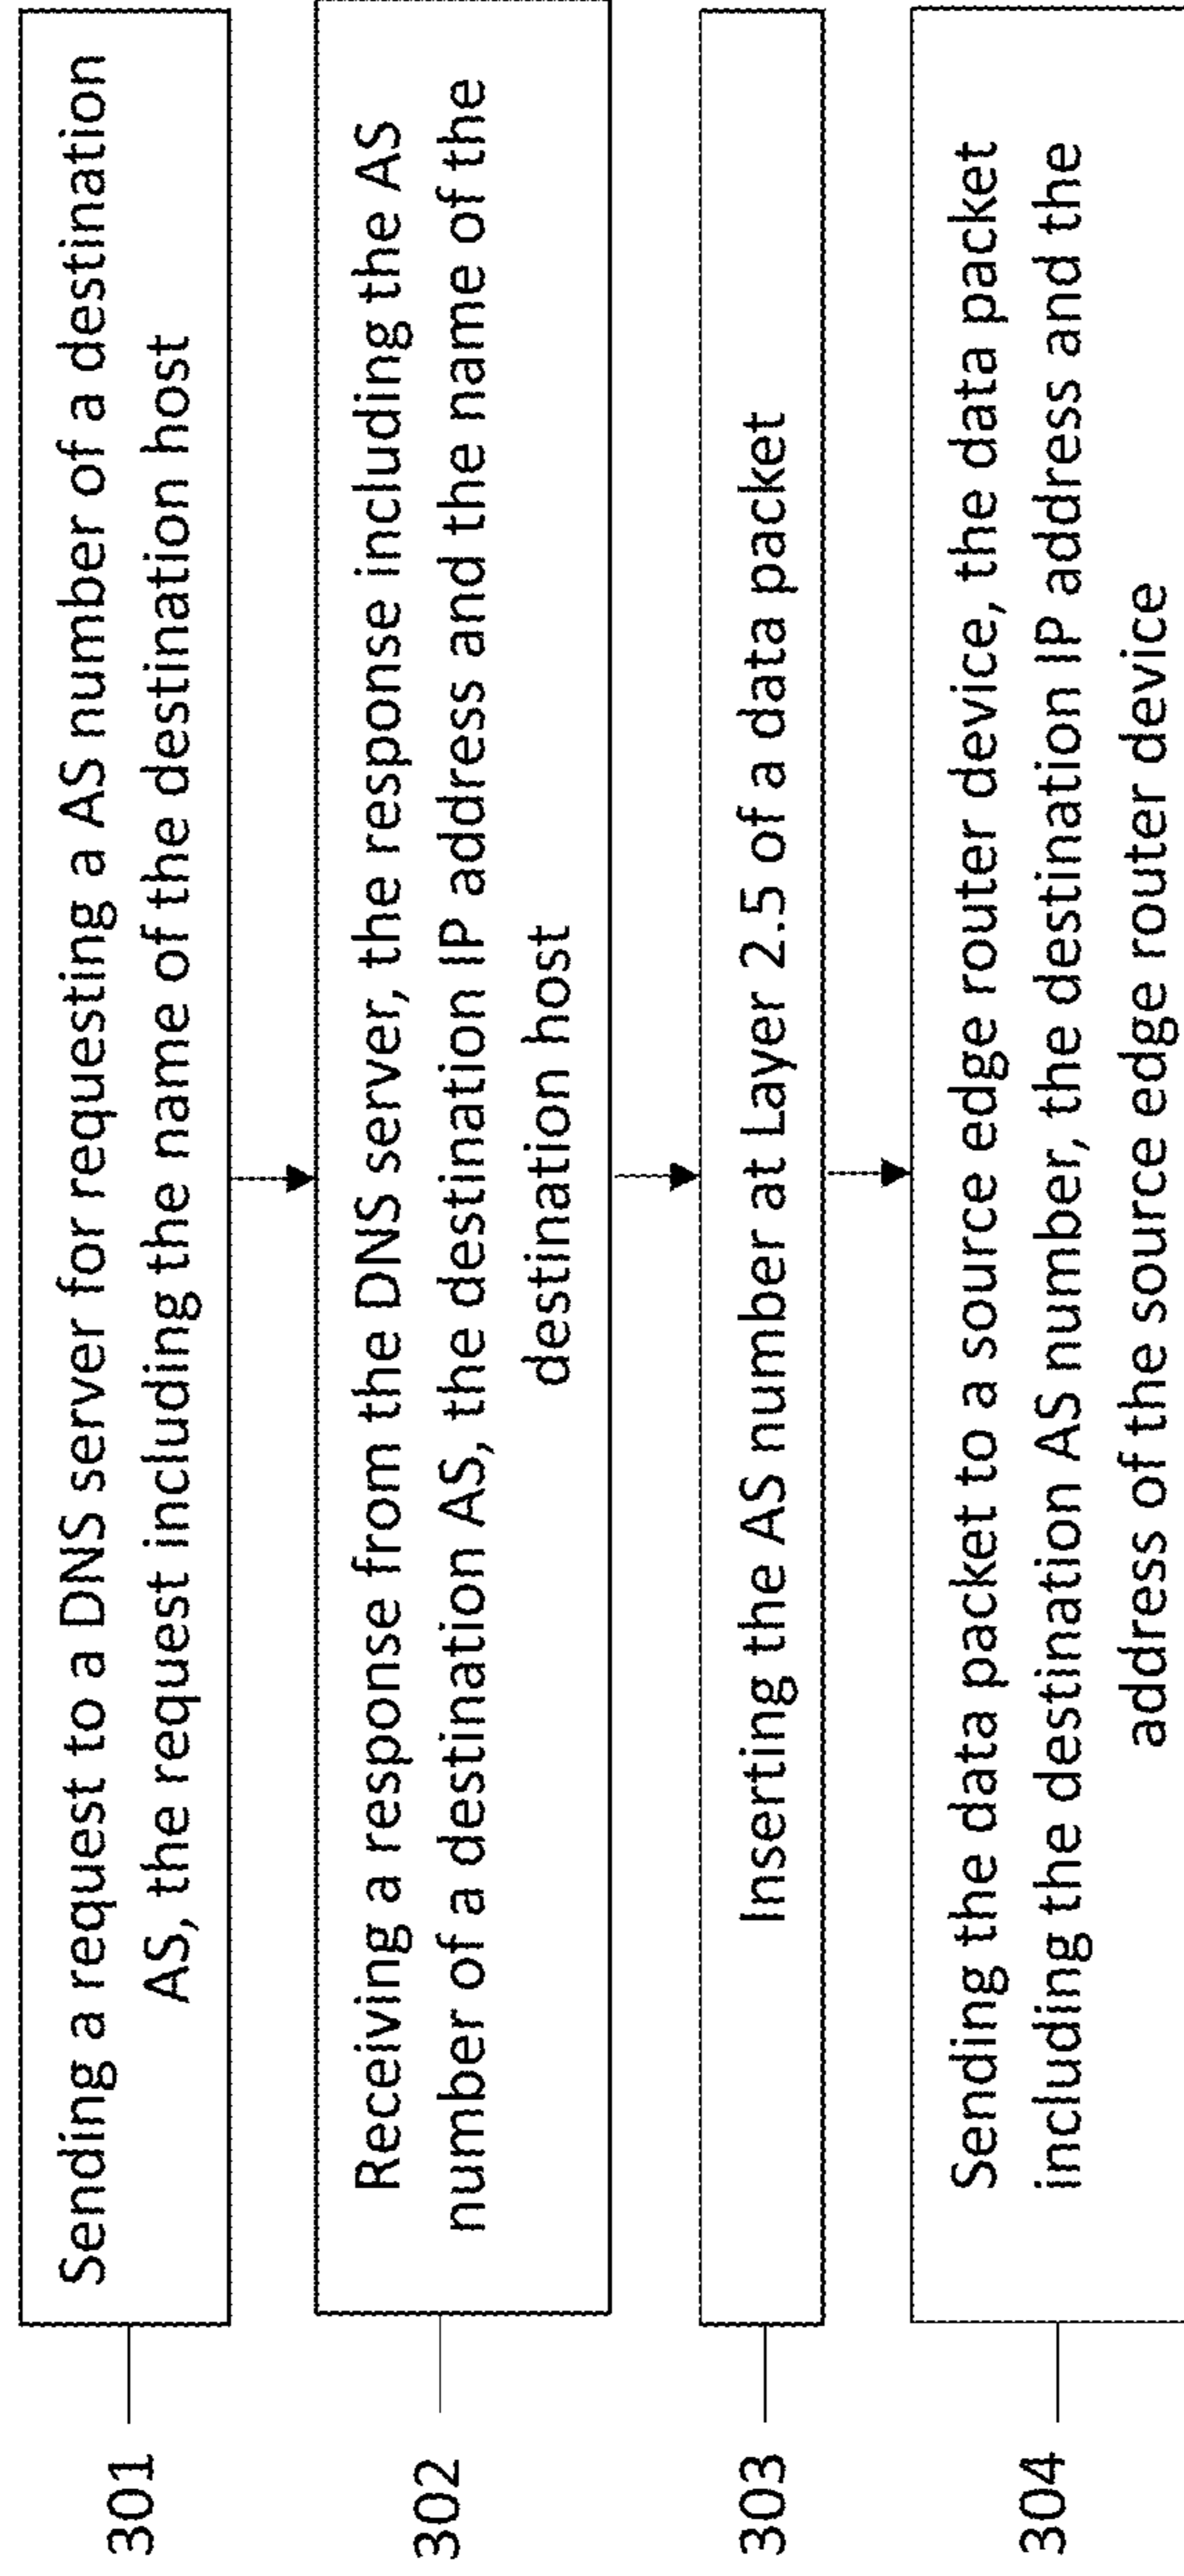 301
Sending a request to a DNS server for requesting a AS number of a destination
AS, the request including the name of the destination host
302
Receiving a response from the DNS server, the response including the AS
number of a destination AS, the destination IP address and the name of the
destination host
303
Inserting the AS number at Layer 2.5 of a data packet
304
Sending the data packet to a source edge router device, the data packet
including the destination AS number, the destination IP address and the
address of the source edge router device